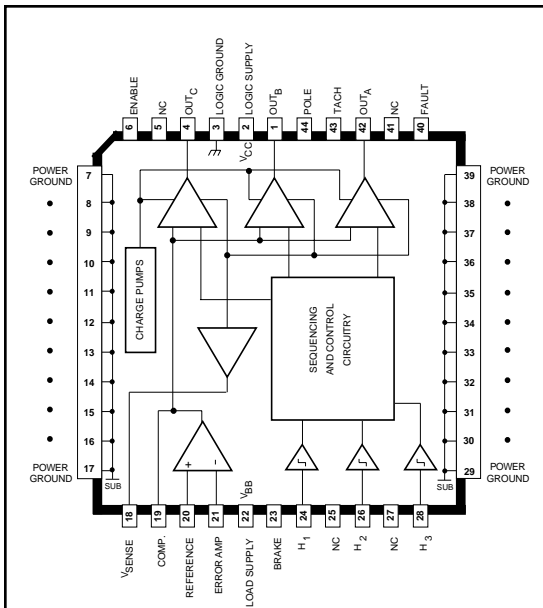 ENABLE
NC
OUTC
LOGIC GROUND
LOGIC SUPPLY
OUTB
POLE
TACH
OUTA
NC
FAULT
6
5
4
3
2
1
44
43
42
41
40
VCC
POWER
GROUND
7
8
9
10
11
12
13
14
15
16
17
POWER
GROUND
SUB
CHARGE PUMPS
SEQUENCING
AND CONTROL
CIRCUITRY
+
-
POWER
GROUND
39
38
37
36
35
34
33
32
31
30
29
POWER
GROUND
SUB
VBB
18
19
20
21
22
23
24
25
26
27
28
VSENSE
COMP.
REFERENCE
ERROR AMP
LOAD SUPPLY
BRAKE
H1
NC
H2
NC
H3